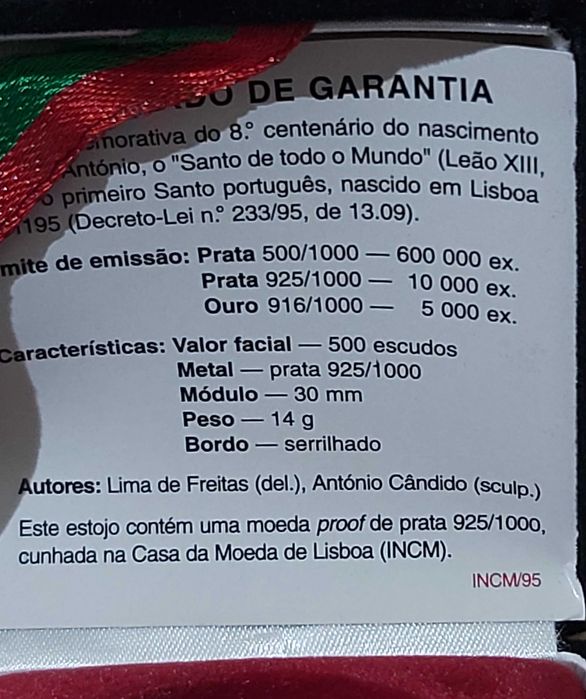 DE GARANTIA
do 8.º centenário do nascimento
António, o "Santo de todo o Mundo" (Leão XIII,
o primeiro Santo português, nascido em Lisboa
1195 (Decreto-Lei n.º 233/95, de 13.09).
mite de emissão: Prata 500/1000 — 600 000 ex.
Prata 925/1000 — 10 000 ex.
Ouro 916/1000 — 5 000 ex.
Características: Valor facial — 500 escudos
Metal — prata 925/1000
Módulo — 30 mm
Peso — 14 g
Bordo — serrilhado
Autores: Lima de Freitas (del.), António Cândido (sculp.)
Este estojo contém uma moeda proof de prata 925/1000,
cunhada na Casa da Moeda de Lisboa (INCM).
INCM/95